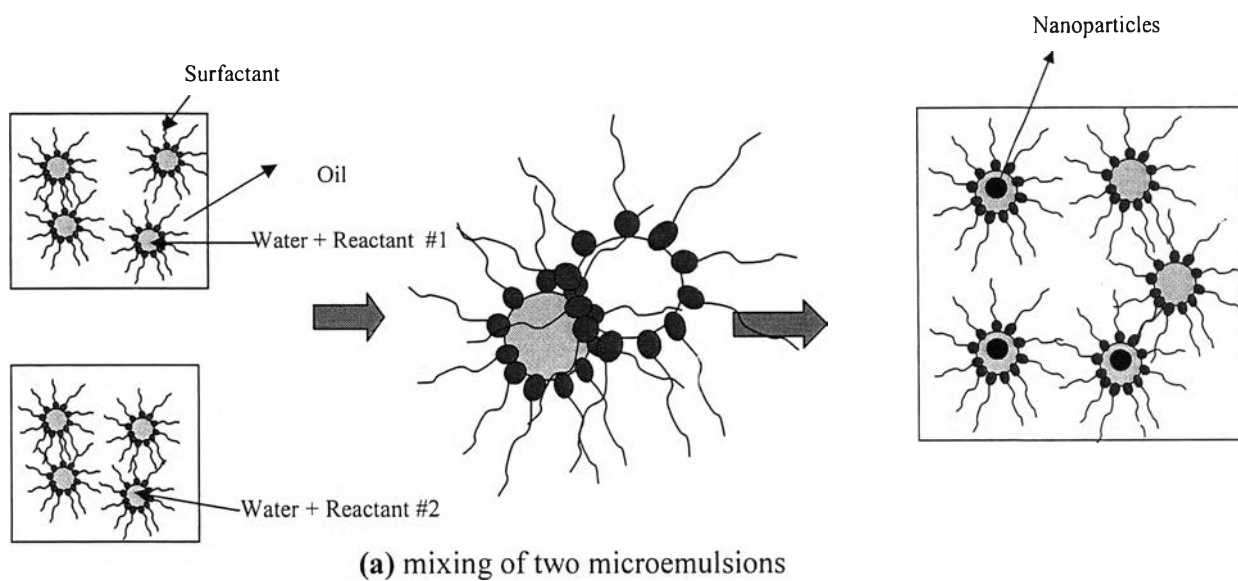 Nanoparticles
Surfactant
Oil
Water + Reactant #1
Water + Reactant #2
(a) mixing of two microemulsions